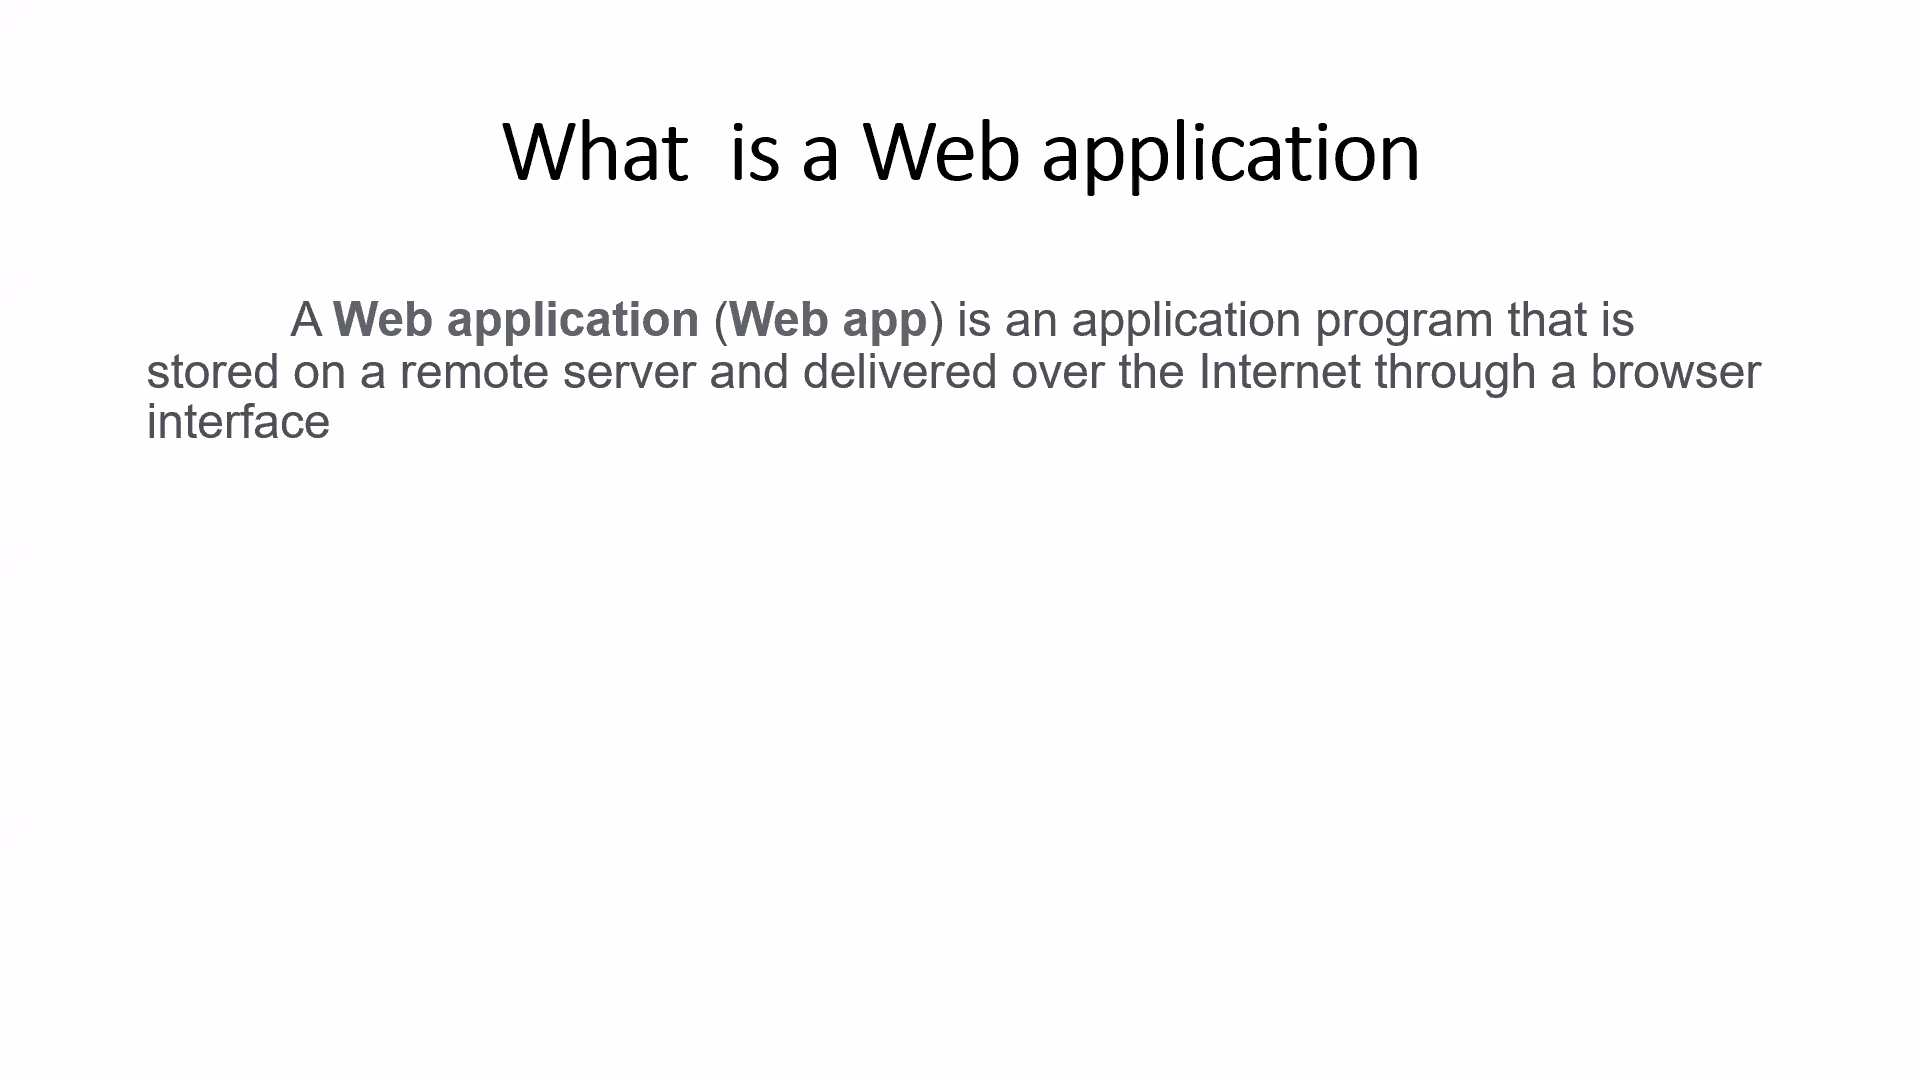 What  is a Web application
A Web application (Web app) is an application program that is
stored on a remote server and delivered over the Internet through a browser
interface